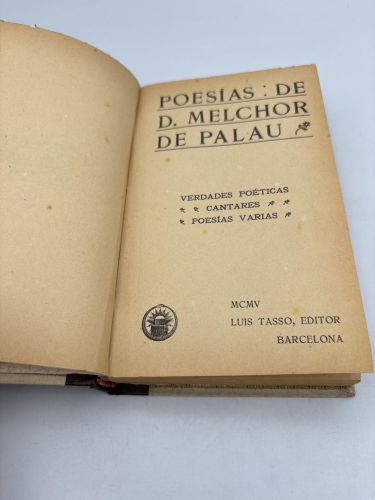 POESÍAS : DE
D. MELCHOR
DE PALAU
VERDADES POÉTICAS
CANTARES
POESÍAS VARIAS
MCMV
LUIS TASSO, EDITOR
BARCELONA